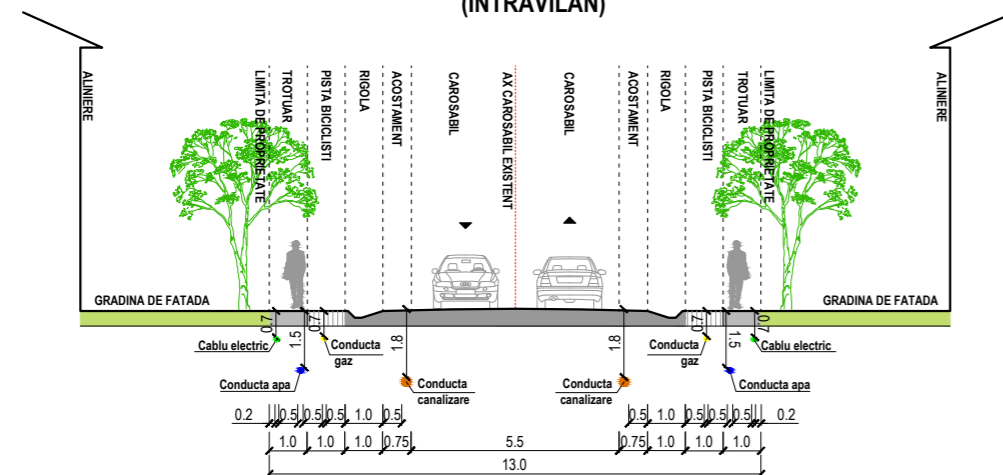 (INTRAVILAN)
ALINIERE
LIMITA DE PROPRIETATE
TROTUAR
PISTA BICICLISTI
RIGOLA
ACOSTAMENT
CAROSABIL
AX CAROSABIL EXISTENT
CAROSABIL
ACOSTAMENT
RIGOLA
PISTA BICICLISTI
TROTUAR
LIMITA DE PROPRIETATE
ALINIERE
GRADINA DE FATADA
GRADINA DE FATADA
0.7
1.5
0.7
1.8
1.8
0.7
1.5
0.7
Cablu electric
Conducta
gaz
Conducta
gaz
Cablu electric
Conducta apa
Conducta
canalizare
Conducta
canalizare
Conducta apa
0.2 0.5 0.5 0.5 1.0 0.5 0.5 1.0 0.5 0.5 0.5 0.2
1.0 1.0 1.0 0.75 5.5 0.75 1.0 1.0 1.0
13.0